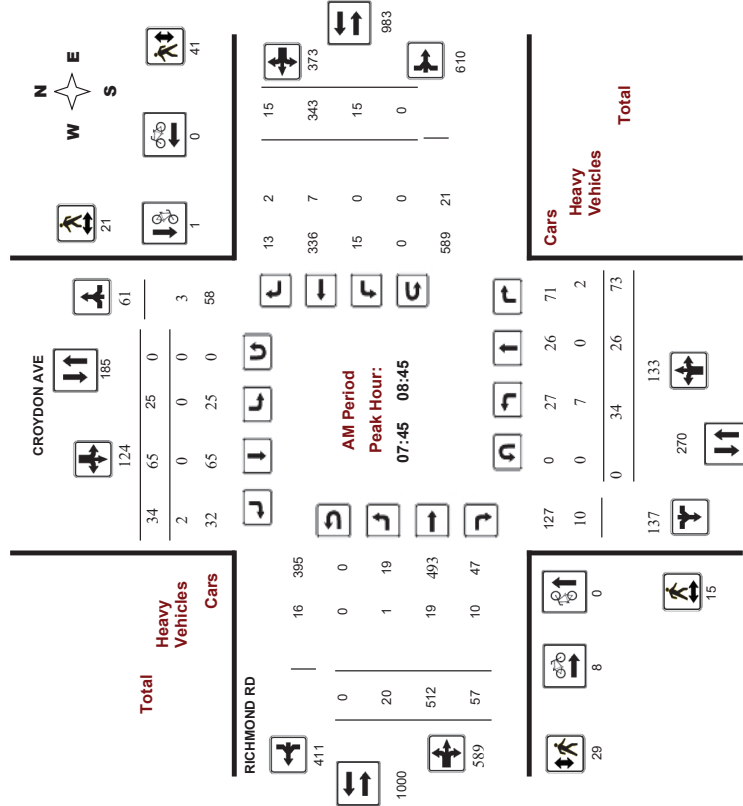 N
W E
S
21
41
1
0
CROYDON AVE
124
185
61
34 65 25 0
2 0 0 0 3
32 65 25 0 58
Total
Heavy
Vehicles
Cars
983
373
610
13 2 15
336 7 343
15 0 15
0 0 0
589 21
AM Period
Peak Hour:
07:45 08:45
RICHMOND RD
411
1000
589
16 395
0 0 0
20 1 19
512 19 493
57 10 47
Cars
Heavy
Vehicles
Total
127 0 27 26 71
10 0 7 0 2
0 34 26 73
137
270
133
29
8
0
15